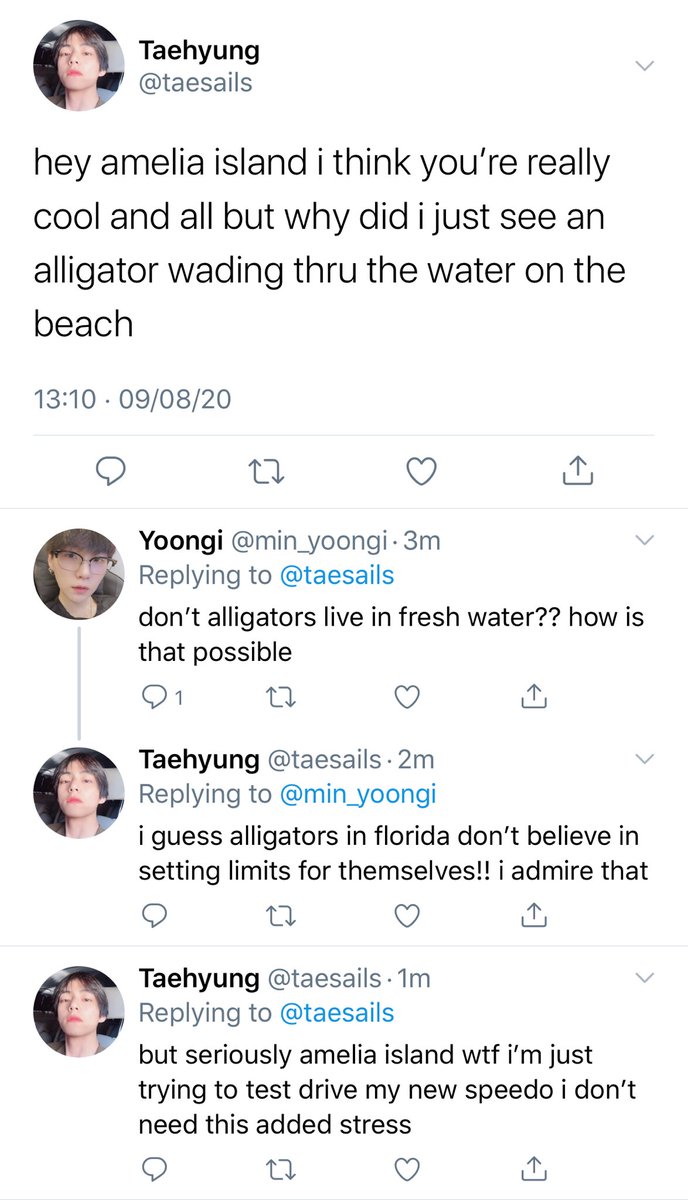 Taehyung
@taesails
hey amelia island i think you’re really
cool and all but why did i just see an
alligator wading thru the water on the
beach
13:10 · 09/08/20
Yoongi @min_yoongi · 3m
Replying to @taesails
don’t alligators live in fresh water?? how is
that possible
1
Taehyung @taesails · 2m
Replying to @min_yoongi
i guess alligators in florida don’t believe in
setting limits for themselves!! i admire that
Taehyung @taesails · 1m
Replying to @taesails
but seriously amelia island wtf i’m just
trying to test drive my new speedo i don’t
need this added stress